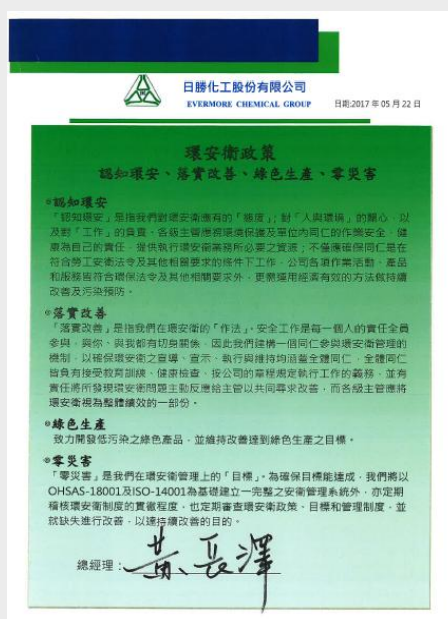 日勝化工股份有限公司
EVERMORE CHEMICAL GROUP
日期:2017 年 05 月 22 日
環安衛政策
認知環安、落實改善、綠色生產、零災害
◎認知環安
「認知環安」是指我們對環安衛應有的「態度」；對「人與環境」的關心，以
及對「工作」的負責。各級主管應視環境保護及單位內同仁的作業安全、健
康為自己的責任，提供執行環安衛業務所必要之資源；不僅應確保同仁是在
符合勞工安衛法令及其他相關要求的條件下工作，公司各項作業活動、產品
和服務皆符合環保法令及其他相關要求外，更需運用經濟有效的方法做持續
改善及污染預防。
◎落實改善
「落實改善」是指我們在環安衛的「作法」。安全工作是每一個人的責任全員
參與，與你、與我都有切身關係，因此我們建構一個同仁參與環安衛管理的
機制，以確保環安衛之宣導、宣示、執行與維持均涵蓋全體同仁，全體同仁
皆負有接受教育訓練、健康檢查、按公司的章程規定執行工作的義務，並有
責任將所發現環安衛問題主動反應給主管以共同尋求改善，而各級主管應將
環安衛視為整體績效的一部份。
◎綠色生產
致力開發低污染之綠色產品，並維持改善達到綠色生產之目標。
◎零災害
「零災害」是我們在環安衛管理上的「目標」。為確保目標能達成，我們將以
OHSAS-18001及ISO-14001為基礎建立一完整之安衛管理系統外，亦定期
稽核環安衛制度的實徹程度，也定期審查環安衛政策、目標和管理制度，並
就缺失進行改善，以達持續改善的目的。
總經理：黃長澤